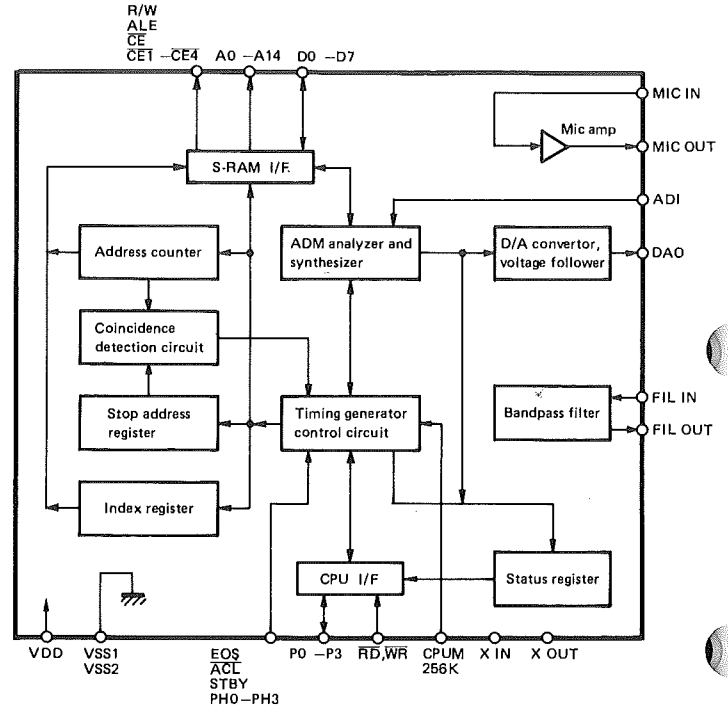 R/W
ALE
CE
CE1 – CE4 A0 – A14 D0 – D7
MIC IN
Mic amp
MIC OUT
S-RAM I/F.
ADI
Address counter
ADM analyzer and
synthesizer
D/A convertor,
voltage follower
DAO
Coincidence
detection circuit
Stop address
register
Timing generator
control circuit
Bandpass filter
FIL IN
FIL OUT
Index register
CPU I/F
Status register
VDD
VSS1
VSS2
EOS
ACL
STBY
PH0–PH3
P0 – P3
RD,WR
CPUM
256K
X IN
X OUT